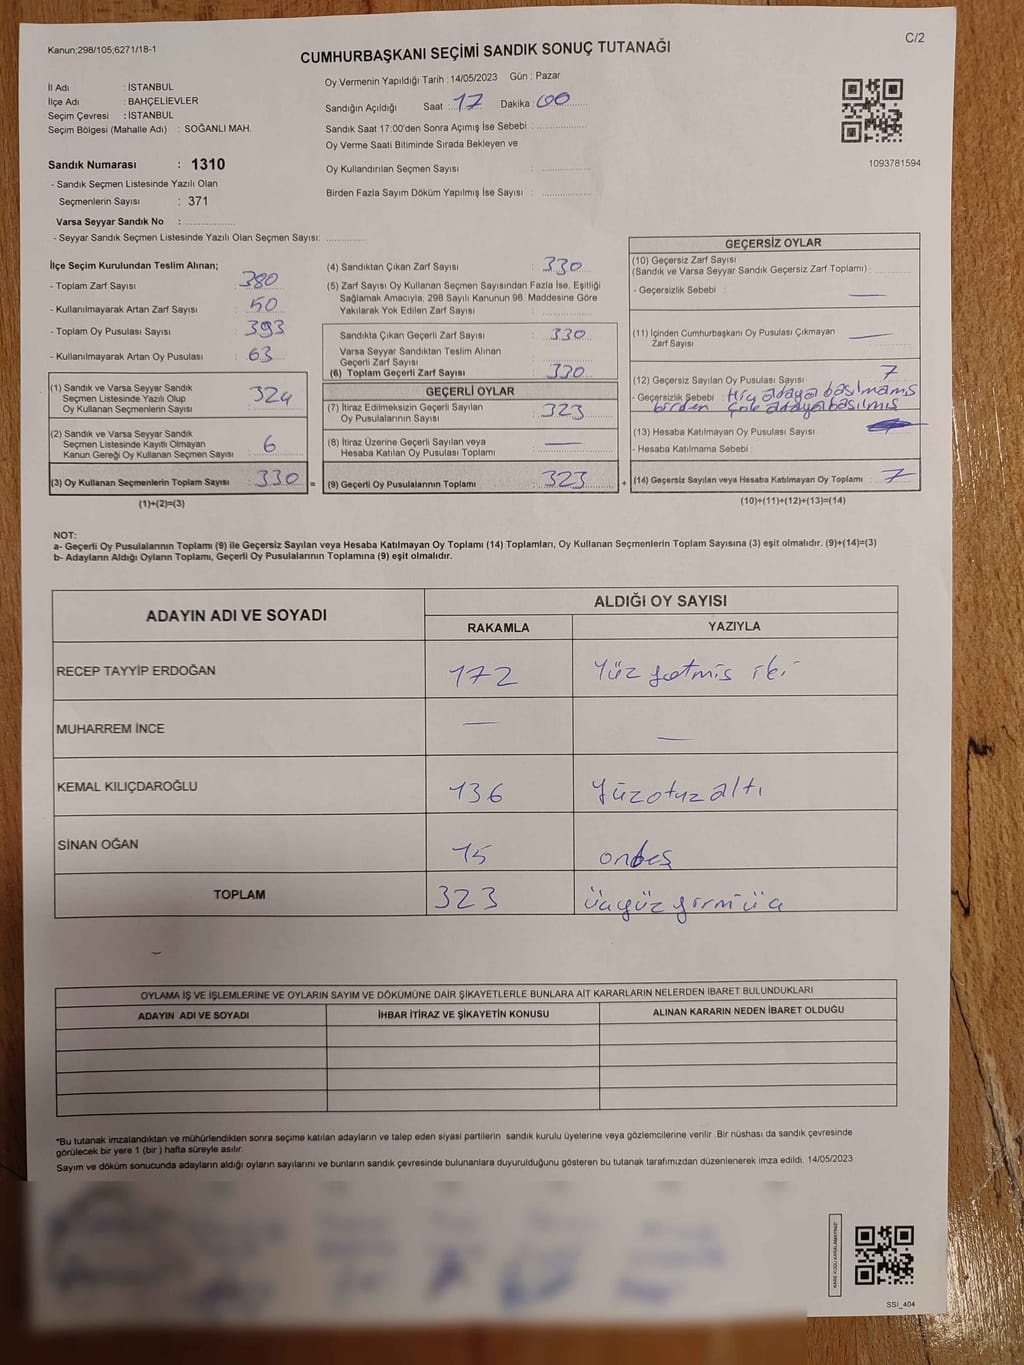 Kanun;298/105;6271/18-1
C/2
CUMHURBAŞKANI SEÇİMİ SANDIK SONUÇ TUTANAĞI
İl Adı : İSTANBUL
İlçe Adı : BAHÇELİEVLER
Seçim Çevresi : İSTANBUL
Seçim Bölgesi (Mahalle Adı) : SOĞANLI MAH.
Sandık Numarası : 1310
- Sandık Seçmen Listesinde Yazılı Olan
Seçmenlerin Sayısı : 371
Varsa Seyyar Sandık No :
- Seyyar Sandık Seçmen Listesinde Yazılı Olan Seçmen Sayısı:
Oy Vermenin Yapıldığı Tarih : 14/05/2023 Gün : Pazar
Sandığın Açıldığı Saat : 17 Dakika : 00
Sandık Saat 17:00'den Sonra Açımış İse Sebebi :
Oy Verme Saati Bitiminde Sırada Bekleyen ve
Oy Kullandırılan Seçmen Sayısı :
Birden Fazla Sayım Döküm Yapılmış İse Sayısı :
1093781594
İlçe Seçim Kurulundan Teslim Alınan;
- Toplam Zarf Sayısı : 380
- Kullanılmayarak Artan Zarf Sayısı : 50
- Toplam Oy Pusulası Sayısı : 393
- Kullanılmayarak Artan Oy Pusulası : 63
(1) Sandık ve Varsa Seyyar Sandık
Seçmen Listesinde Yazılı Olup
Oy Kullanan Seçmenlerin Sayısı : 324
(2) Sandık ve Varsa Seyyar Sandık
Seçmen Listesinde Kayıtlı Olmayan
Kanun Gereği Oy Kullanan Seçmen Sayısı : 6
(3) Oy Kullanan Seçmenlerin Toplam Sayısı : 330 =
(1)+(2)=(3)
(4) Sandıktan Çıkan Zarf Sayısı : 330
(5) Zarf Sayısı Oy Kullanan Seçmen Sayısından Fazla İse, Eşitliği
Sağlamak Amacıyla, 298 Sayılı Kanunun 98. Maddesine Göre
Yakılarak Yok Edilen Zarf Sayısı :
Sandıkta Çıkan Geçerli Zarf Sayısı : 330
Varsa Seyyar Sandıktan Teslim Alınan
Geçerli Zarf Sayısı :
(6) Toplam Geçerli Zarf Sayısı : 330
GEÇERLİ OYLAR
(7) İtiraz Edilmeksizin Geçerli Sayılan
Oy Pusulalarının Sayısı : 323
(8) İtiraz Üzerine Geçerli Sayılan veya
Hesaba Katılan Oy Pusulası Toplamı : —
(9) Geçerli Oy Pusulalarının Toplamı : 323 +
GEÇERSİZ OYLAR
(10) Geçersiz Zarf Sayısı
(Sandık ve Varsa Seyyar Sandık Geçersiz Zarf Toplamı) :
- Geçersizlik Sebebi : —
(11) İçinden Cumhurbaşkanı Oy Pusulası Çıkmayan
Zarf Sayısı : —
(12) Geçersiz Sayılan Oy Pusulası Sayısı : 7
- Geçersizlik Sebebi : Hiç adaya basılmamış
birden çok adaya basılmış
(13) Hesaba Katılmayan Oy Pusulası Sayısı :
- Hesaba Katılmama Sebebi :
(14) Geçersiz Sayılan veya Hesaba Katılmayan Oy Toplamı : 7
(10)+(11)+(12)+(13)=(14)
NOT:
a- Geçerli Oy Pusulalarının Toplamı (9) ile Geçersiz Sayılan veya Hesaba Katılmayan Oy Toplamı (14) Toplamları, Oy Kullanan Seçmenlerin Toplam Sayısına (3) eşit olmalıdır. (9)+(14)=(3)
b- Adayların Aldığı Oyların Toplamı, Geçerli Oy Pusulalarının Toplamına (9) eşit olmalıdır.
ADAYIN ADI VE SOYADI ALDIĞI OY SAYISI
RAKAMLA YAZIYLA
RECEP TAYYİP ERDOĞAN 172 Yüz yetmiş iki
MUHARREM İNCE — —
KEMAL KILIÇDAROĞLU 136 Yüzotuzaltı
SİNAN OĞAN 15 onbeş
TOPLAM 323 üçyüz yirmi üç
OYLAMA İŞ VE İŞLEMLERİNE VE OYLARIN SAYIM VE DÖKÜMÜNE DAİR ŞİKAYETLERLE BUNLARA AİT KARARLARIN NELERDEN İBARET BULUNDUKLARI
ADAYIN ADI VE SOYADI İHBAR İTİRAZ VE ŞİKAYETİN KONUSU ALINAN KARARIN NEDEN İBARET OLDUĞU
*Bu tutanak imzalandıktan ve mühürlendikten sonra seçime katılan adayların ve talep eden siyasi partilerin sandık kurulu üyelerine veya gözlemcilerine verilir .Bir nüshası da sandık çevresinde
görülecek bir yere 1 (bir ) hafta süreyle asılır.
Sayım ve döküm sonucunda adayların aldığı oyların sayılarını ve bunların sandık çevresinde bulunanlara duyurulduğunu gösteren bu tutanak tarafımızdan düzenlenerek imza edildi. 14/05/2023
SSI_404